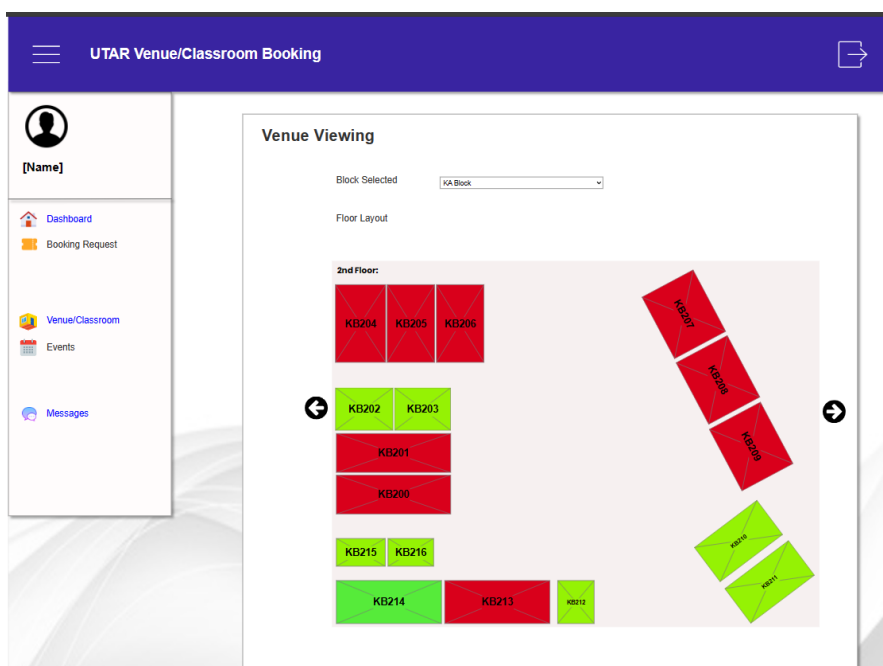 UTAR Venue/Classroom Booking
[Name]
Dashboard
Booking Request
Venue/Classroom
Events
Messages
Venue Viewing
Block Selected
KA Block
Floor Layout
2nd Floor:
KB204 KB205 KB206
KB207
KB208
KB209
KB202 KB203
KB201
KB200
KB215 KB216
KB210
KB211
KB214 KB213 KB212